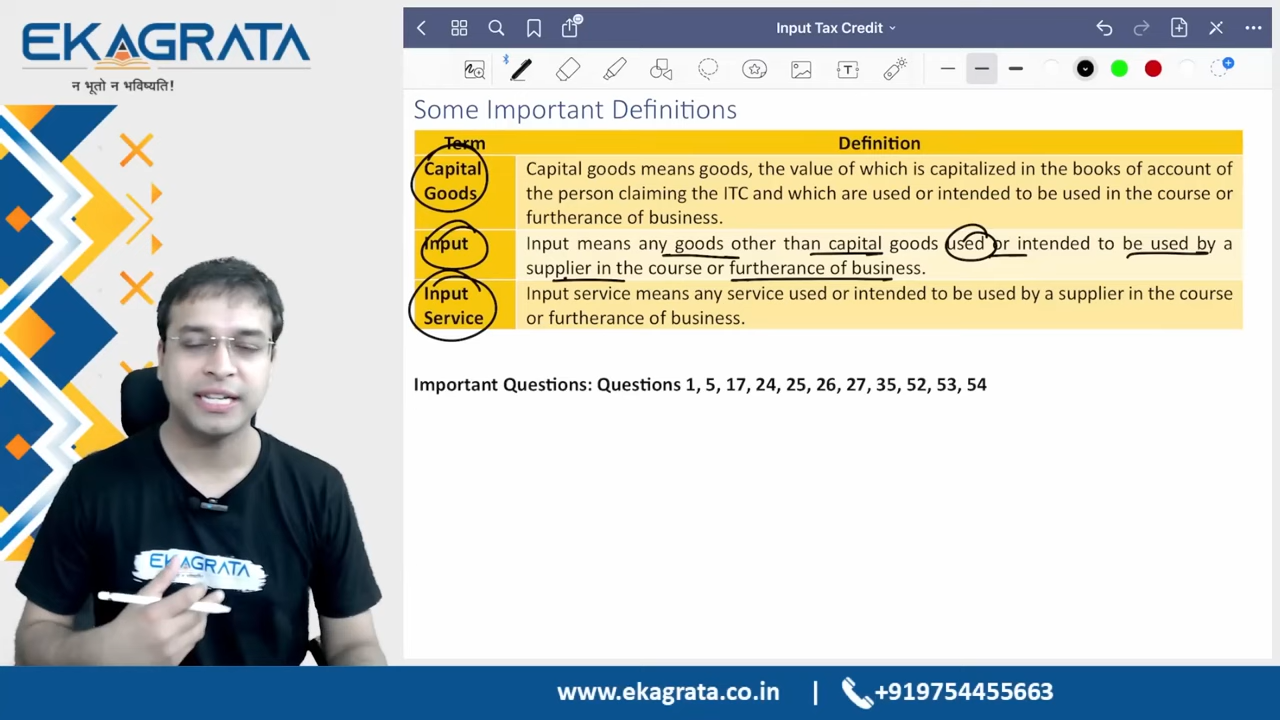 EKAGRATA
न भूतो न भविष्यति!
Input Tax Credit
T
Some Important Definitions
Term Definition
Capital Goods means goods, the value of which is capitalized in the books of account of
Goods the person claiming the ITC and which are used or intended to be used in the course or
furtherance of business.
Input Input means any goods other than capital goods used or intended to be used by a
supplier in the course or furtherance of business.
Input Input service means any service used or intended to be used by a supplier in the course
Service or furtherance of business.
Important Questions: Questions 1, 5, 17, 24, 25, 26, 27, 35, 52, 53, 54
EKAGRATA
www.ekagrata.co.in | +919754455663